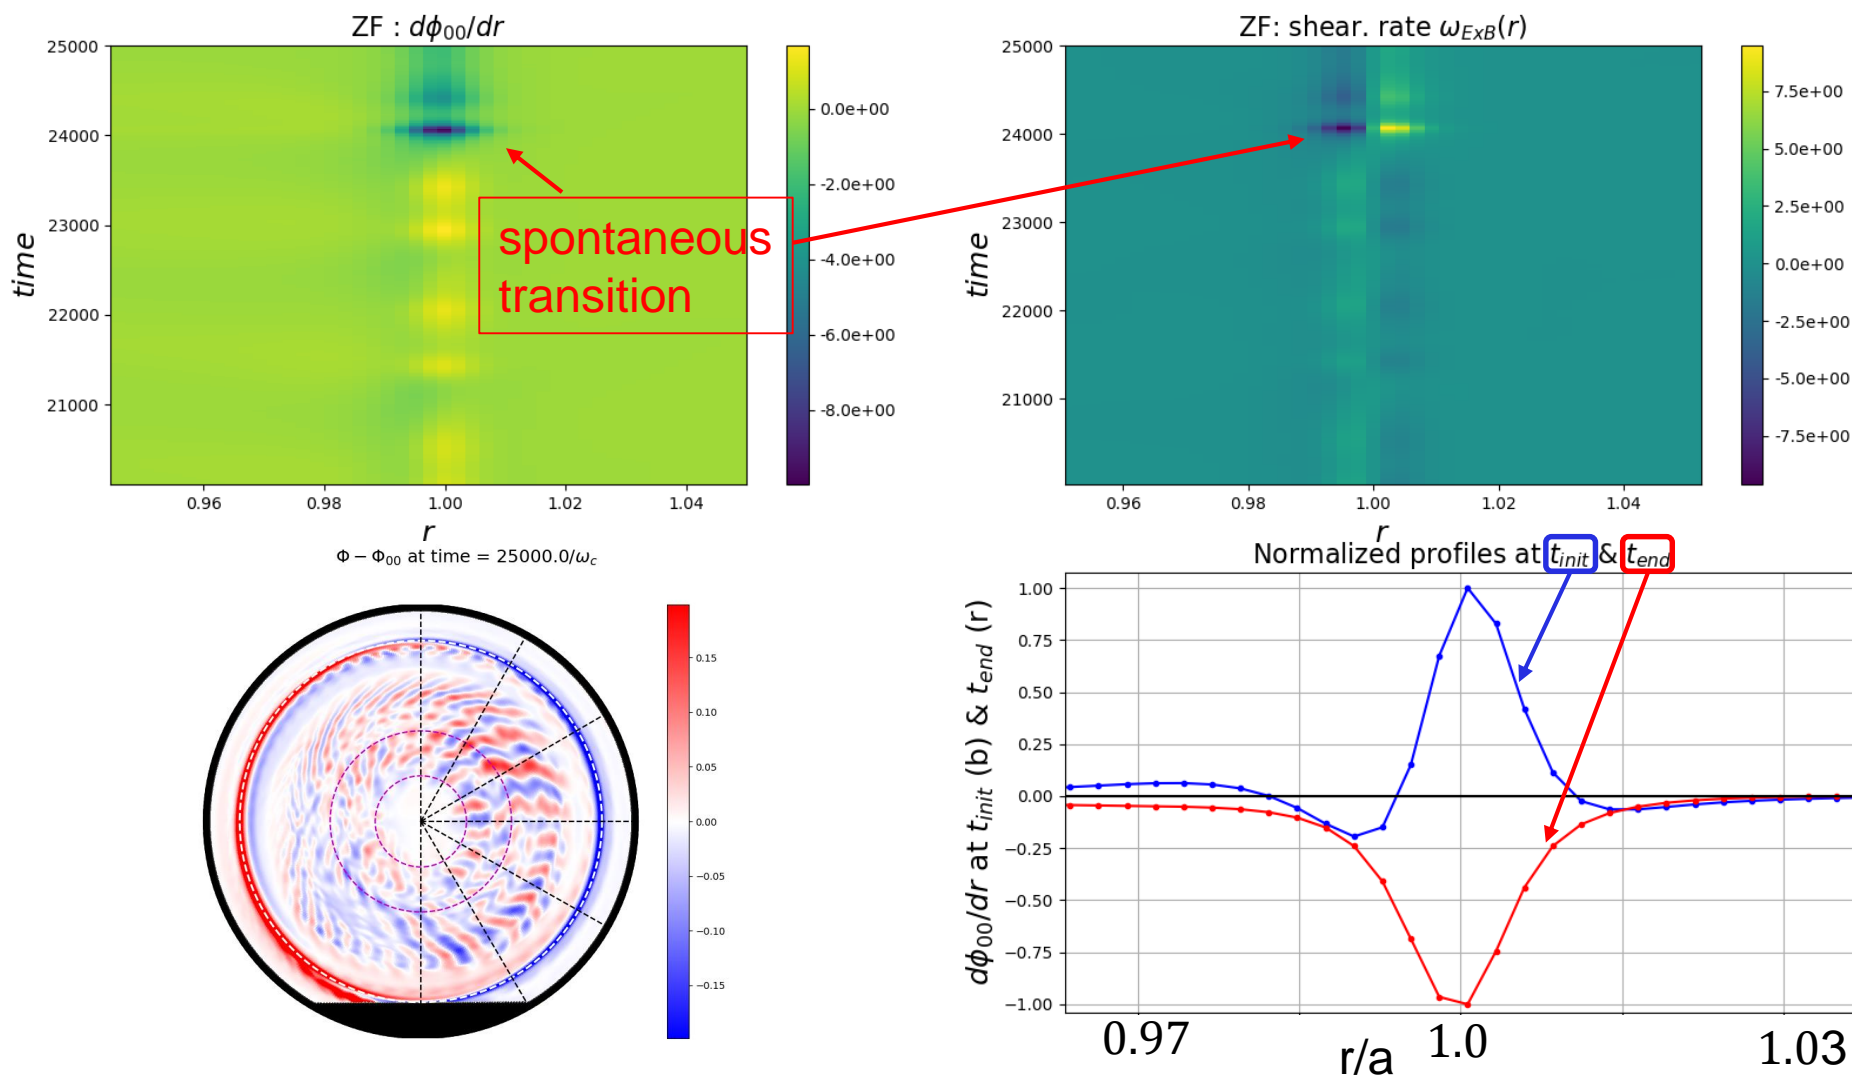 ZF : dϕ₀₀/dr
25000
24000
23000
22000
21000
time
0.96
0.98
1.00
1.02
1.04
r
0.0e+00
-2.0e+00
-4.0e+00
-6.0e+00
-8.0e+00
spontaneous
transition
ZF: shear. rate ω_ExB(r)
25000
24000
23000
22000
21000
time
0.96
0.98
1.00
1.02
1.04
r
7.5e+00
5.0e+00
2.5e+00
0.0e+00
-2.5e+00
-5.0e+00
-7.5e+00
Φ − Φ₀₀ at time = 25000.0/ω_c
0.15
0.10
0.05
0.00
−0.05
−0.10
−0.15
Normalized profiles at t_init & t_end
dϕ₀₀/dr at t_init (b) & t_end (r)
1.00
0.75
0.50
0.25
0.00
−0.25
−0.50
−0.75
−1.00
0.97
1.0
1.03
r/a